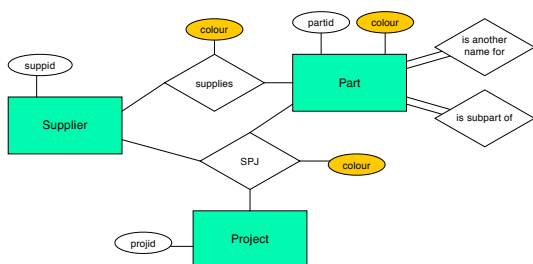 partid
colour
colour
is another
name for
suppid
supplies
Part
Supplier
is subpart of
SPJ
colour
projid
Project